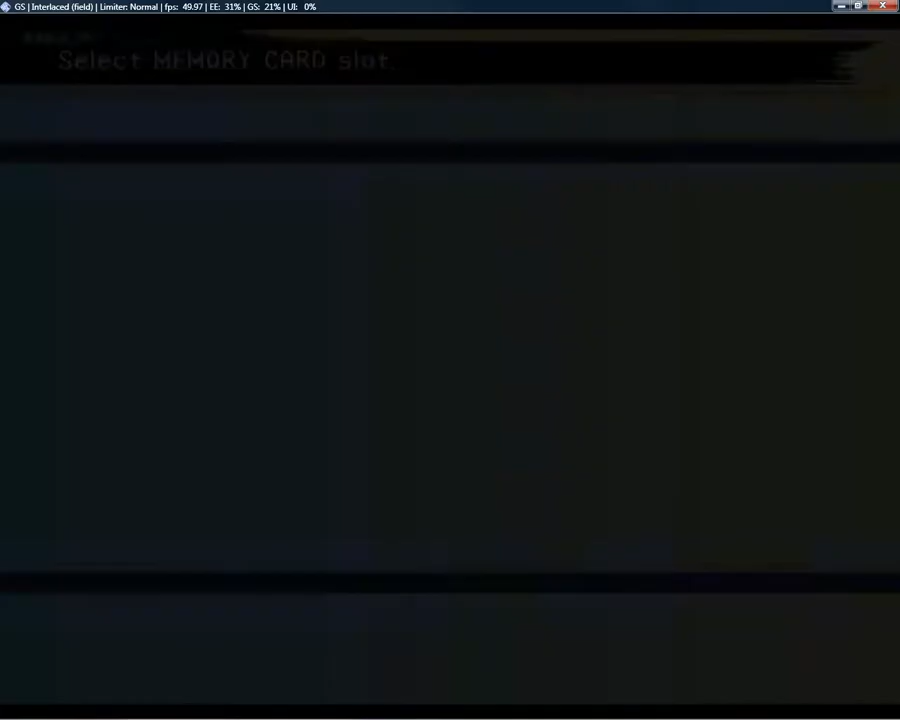 GS | Interlaced (field) | Limiter: Normal | fps: 49.97 | EE: 31% | GS: 21% | UI: 0%
Select MEMORY CARD slot.